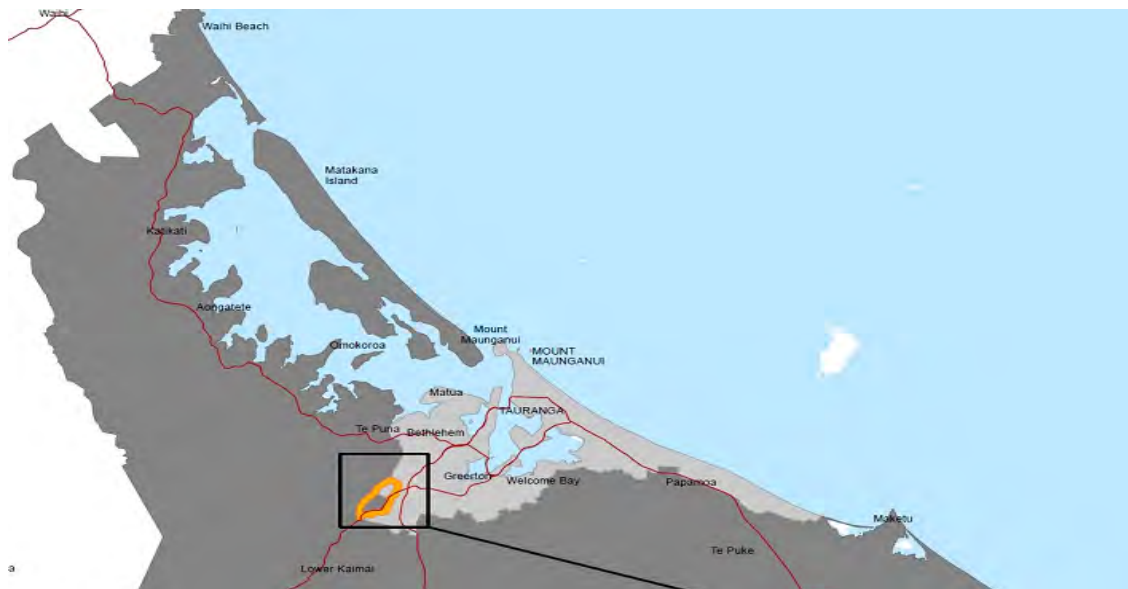 Waihi
Waihi Beach
Matakana
Island
Katikati
Aongatete
Omokoroa
Mount
Maunganui
MOUNT
MAUNGANUI
Matua
TAURANGA
Te Puna
Bethlehem
Greerton
Welcome Bay
Papamoa
Maketu
Te Puke
Lower Kaimai
a